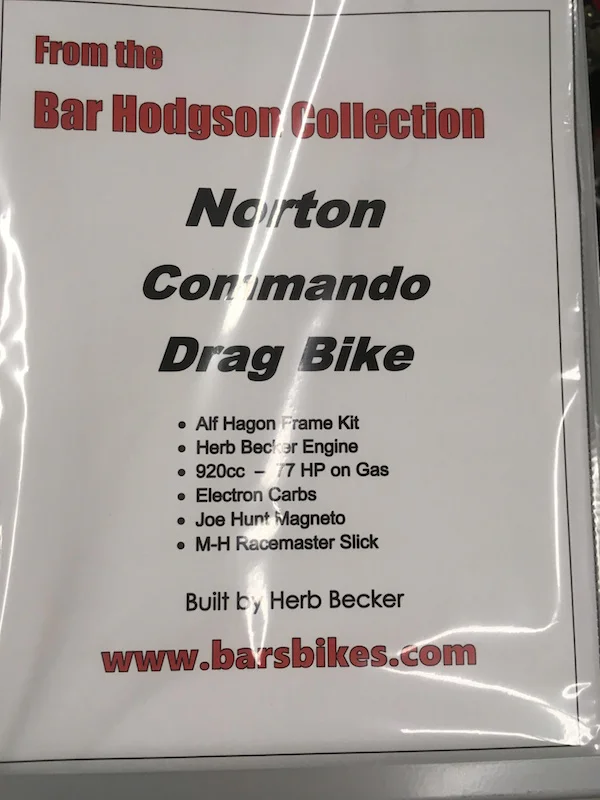 From the
Bar Hodgson Collection
Norton
Commando
Drag Bike
• Alf Hagon Frame Kit
• Herb Becker Engine
• 920cc – 77 HP on Gas
• Electron Carbs
• Joe Hunt Magneto
• M-H Racemaster Slick
Built by Herb Becker
www.barsbikes.com